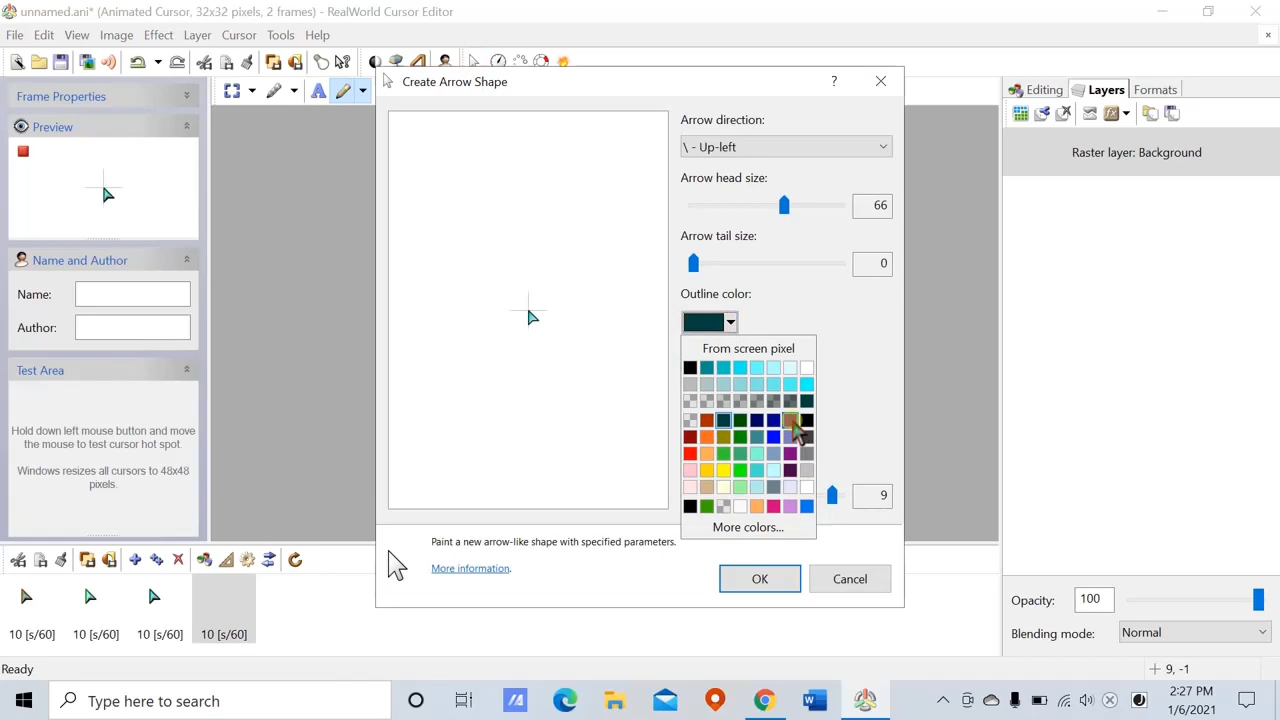 unnamed.ani* (Animated Cursor, 32x32 pixels, 2 frames) - RealWorld Cursor Editor
File Edit View Image Effect Layer Cursor Tools Help
Create Arrow Shape
Frame Properties
Preview
Name and Author
Name:
Author:
Test Area
Hold down left mouse button and move the mouse to test cursor hot spot.
Windows resizes all cursors to 48x48 pixels.
Arrow direction:
\ - Up-left
Arrow head size:
66
Arrow tail size:
0
Outline color:
From screen pixel
More colors...
9
Paint a new arrow-like shape with specified parameters.
More information.
OK Cancel
Editing Layers Formats
Raster layer: Background
Opacity: 100
Blending mode: Normal
10 [s/60] 10 [s/60] 10 [s/60] 10 [s/60]
Ready
9, -1
Type here to search
2:27 PM
1/6/2021